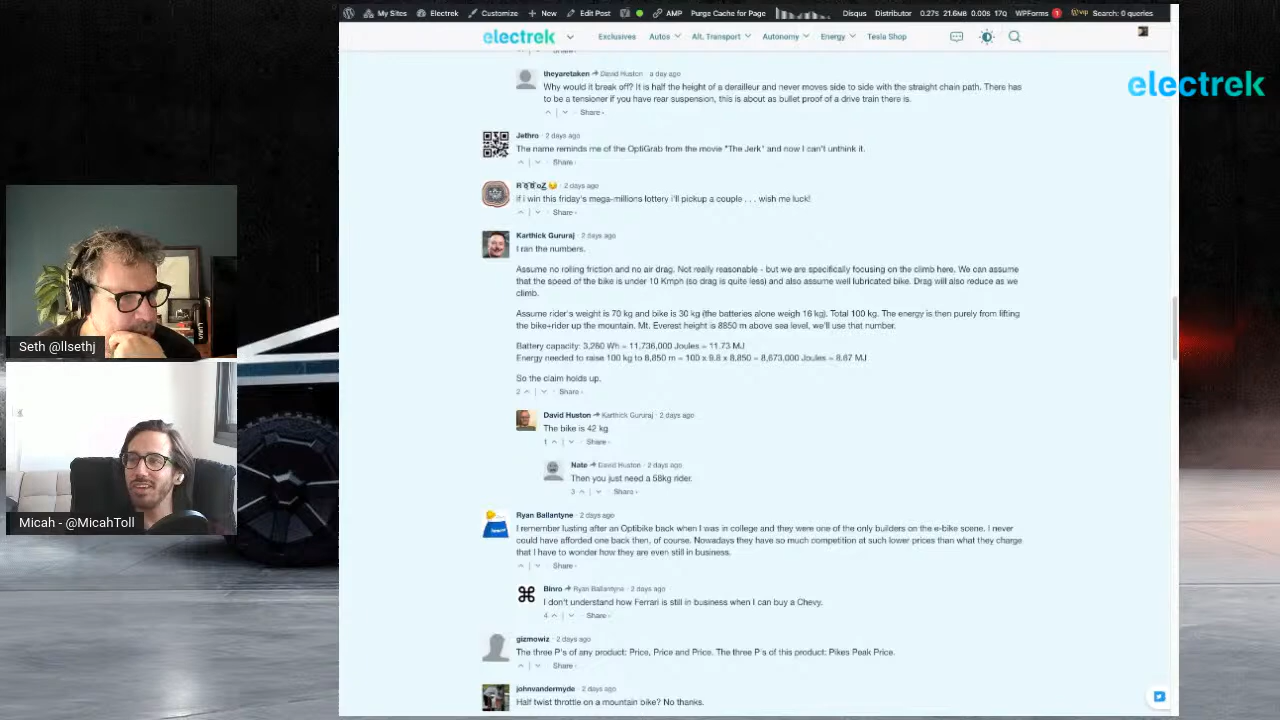 My Sites Electrek Customize New Edit Post AMP Purge Cache For Page Disqus Distributor 0.27S 21.6MB 0.00S 17Q WPForms 1 vip Search: 0 queries
electrek Exclusives Autos Alt. Transport Autonomy Energy Tesla Shop
Share ›
electrek
theyaretaken David Huston · a day ago
Why would it break off? It is half the height of a derailleur and never moves side to side with the straight chain path. There has
to be a tensioner if you have rear suspension, this is about as bullet proof of a drive train there is.
Share ›
Jethro · 2 days ago
The name reminds me of the OptiGrab from the movie "The Jerk" and now I can't unthink it.
Share ›
2 days ago
if i win this friday's mega-millions lottery i'll pickup a couple . . . wish me luck!
Share ›
Karthick Gururaj · 2 days ago
I ran the numbers.
Assume no rolling friction and no air drag. Not really reasonable - but we are specifically focusing on the climb here. We can assume
that the speed of the bike is under 10 Kmph (so drag is quite less) and also assume well lubricated bike. Drag will also reduce as we
climb.
Assume rider's weight is 70 kg and bike is 30 kg (the batteries alone weigh 16 kg). Total 100 kg. The energy is then purely from lifting
the bike+rider up the mountain. Mt. Everest height is 8850 m above sea level, we'll use that number.
Battery capacity: 3,260 Wh = 11,736,000 Joules = 11.73 MJ
Energy needed to raise 100 kg to 8,850 m = 100 x 9.8 x 8,850 = 8,673,000 Joules = 8.67 MJ
So the claim holds up.
2 Share ›
David Huston Karthick Gururaj · 2 days ago
The bike is 42 kg
1 Share ›
Nate David Huston · 2 days ago
Then you just need a 58kg rider.
3 Share ›
Ryan Ballantyne · 2 days ago
I remember lusting after an Optibike back when I was in college and they were one of the only builders on the e-bike scene. I never
could have afforded one back then, of course. Nowadays they have so much competition at such lower prices than what they charge
that I have to wonder how they are even still in business.
Share ›
Binro Ryan Ballantyne · 2 days ago
I don't understand how Ferrari is still in business when I can buy a Chevy.
4 Share ›
gizmowiz · 2 days ago
The three P's of any product: Price, Price and Price. The three P's of this product: Pikes Peak Price.
Share ›
johnvandermyde · 2 days ago
Half twist throttle on a mountain bike? No thanks.
Seth @llsethj
Micah - @MicahToll